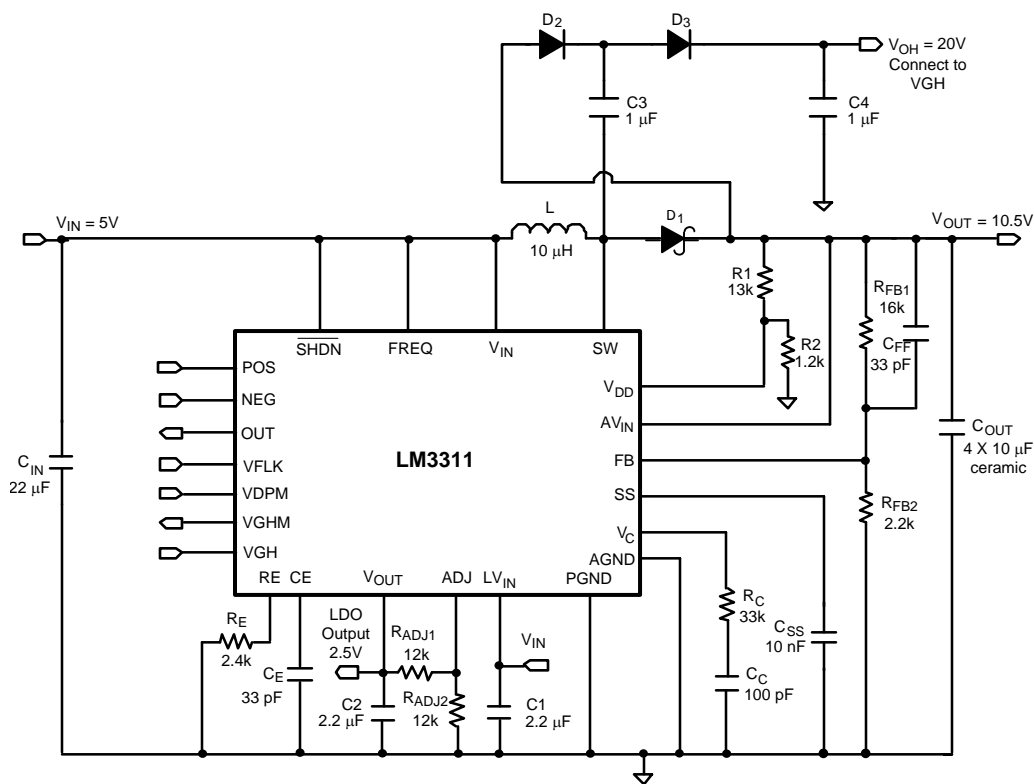 D2
D3
VOH = 20V
Connect to
VGH
C3
1 μF
C4
1 μF
VIN = 5V
L
10 μH
D1
VOUT = 10.5V
R1
13k
RFB1
16k
CFF
33 pF
R2
1.2k
SHDN
FREQ
VIN
SW
POS
NEG
OUT
VFLK
VDPM
VGHM
VGH
LM3311
VDD
AVIN
FB
SS
VC
AGND
CIN
22 μF
COUT
4 X 10 μF
ceramic
RFB2
2.2k
RE
CE
VOUT
ADJ
LVIN
PGND
RE
2.4k
LDO
Output
2.5V
RADJ1
12k
VIN
RC
33k
CSS
10 nF
CE
33 pF
C2
2.2 μF
RADJ2
12k
C1
2.2 μF
CC
100 pF